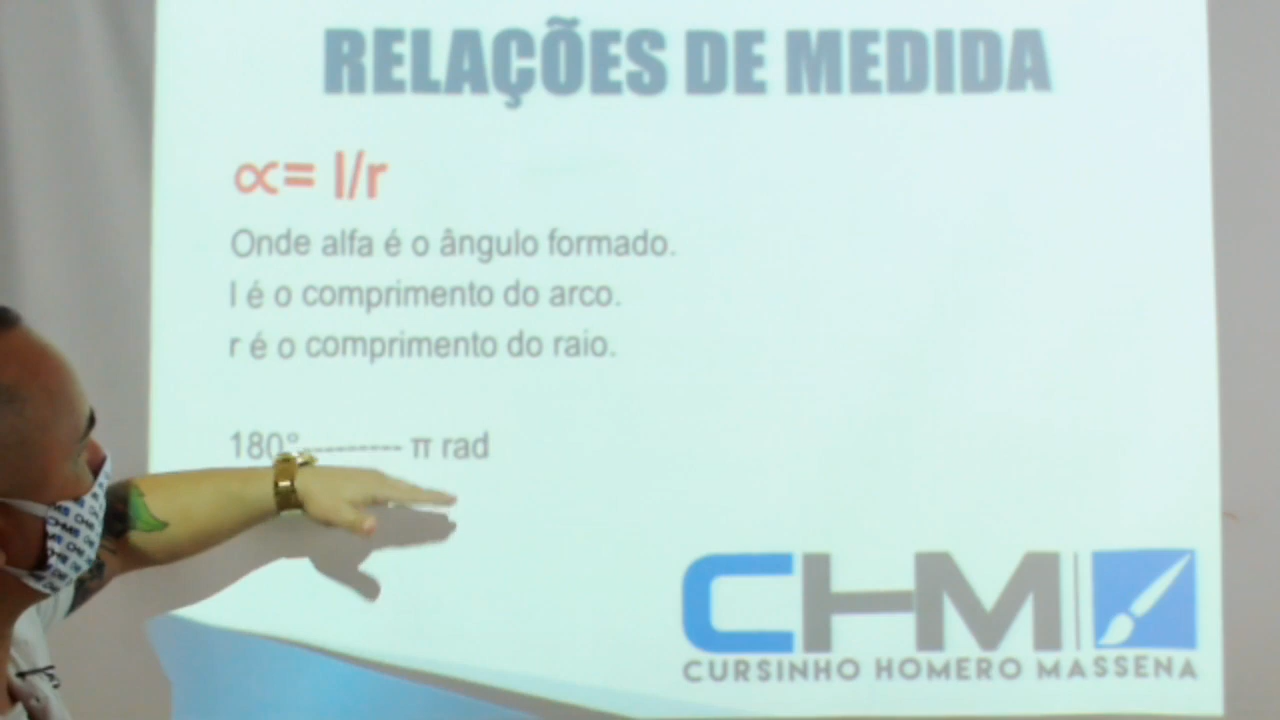 RELAÇÕES DE MEDIDA
∝= l/r
Onde alfa é o ângulo formado.
l é o comprimento do arco.
r é o comprimento do raio.
180°--------- π rad
CHM
CURSINHO HOMERO MASSENA